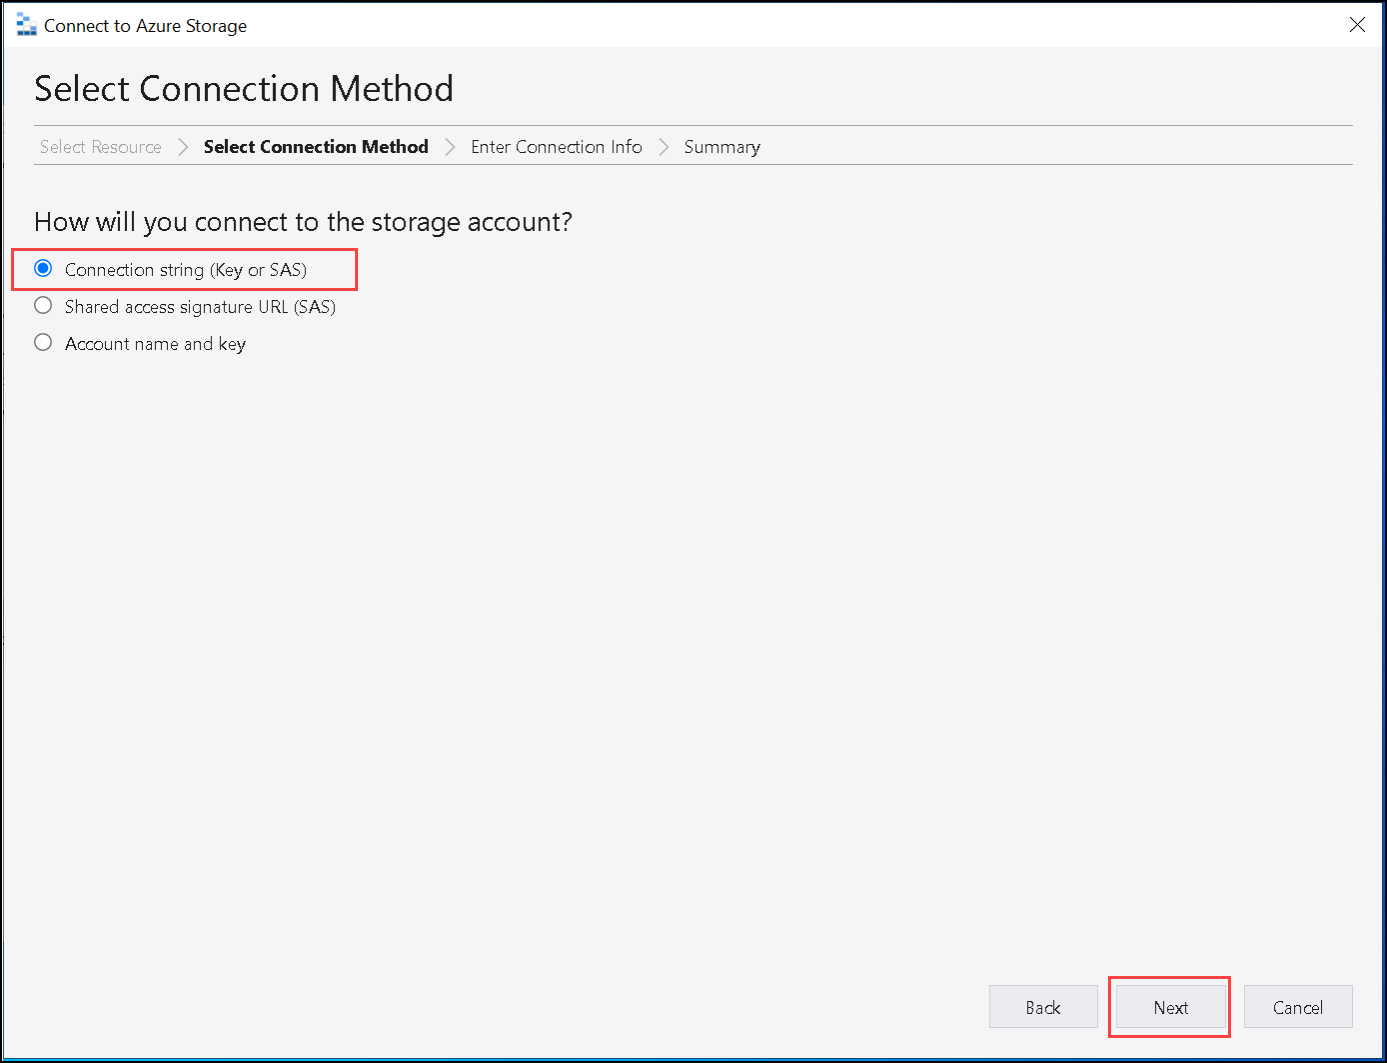 Connect to Azure Storage
Select Connection Method
Select Resource Select Connection Method Enter Connection Info Summary
How will you connect to the storage account?
Connection string (Key or SAS)
Shared access signature URL (SAS)
Account name and key
Back Next Cancel